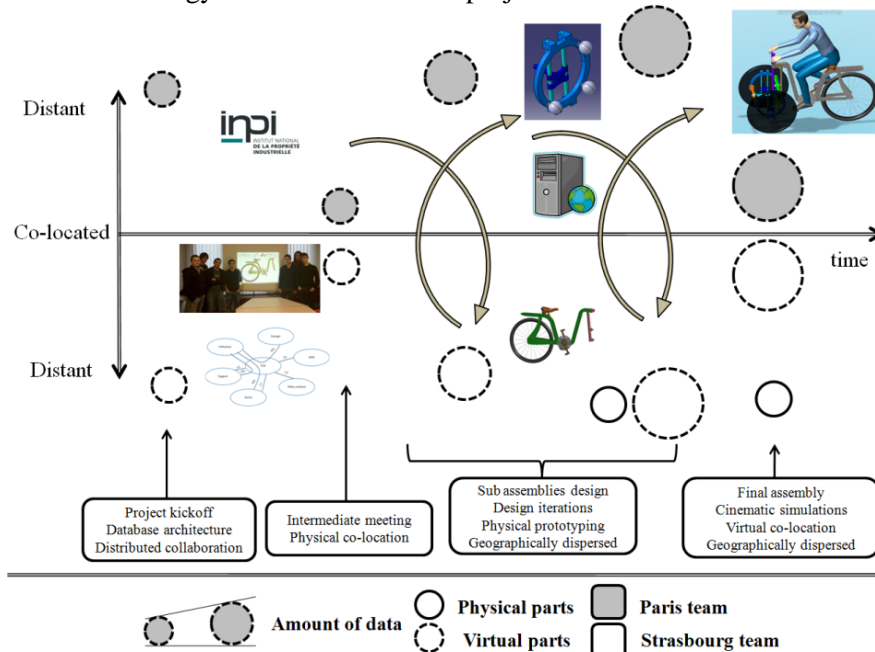 Distant
inpi
INSTITUT NATIONAL
DE LA PROPRIÉTÉ
INDUSTRIELLE
Co-located
time
Distant
Project kickoff
Database architecture
Distributed collaboration
Intermediate meeting
Physical co-location
Sub assemblies design
Design iterations
Physical prototyping
Geographically dispersed
Final assembly
Cinematic simulations
Virtual co-location
Geographically dispersed
Amount of data
Physical parts
Virtual parts
Paris team
Strasbourg team